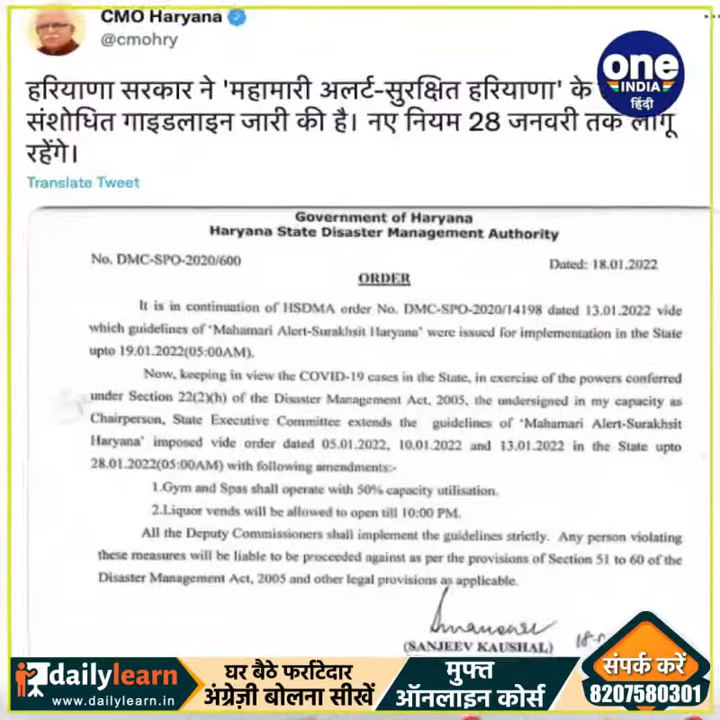 CMO Haryana
@cmohry
one
INDIA
हिंदी
हरियाणा सरकार ने 'महामारी अलर्ट-सुरक्षित हरियाणा' के
संशोधित गाइडलाइन जारी की है। नए नियम 28 जनवरी तक लागू
रहेंगे।
Translate Tweet
Government of Haryana
Haryana State Disaster Management Authority
No. DMC-SPO-2020/600
Dated: 18.01.2022
ORDER
It is in continuation of HSDMA order No. DMC-SPO-2020/14198 dated 13.01.2022 vide
which guidelines of 'Mahamari Alert-Surakhsit Haryana' were issued for implementation in the State
upto 19.01.2022(05:00AM).
Now, keeping in view the COVID-19 cases in the State, in exercise of the powers conferred
under Section 22(2)(h) of the Disaster Management Act, 2005, the undersigned in my capacity as
Chairperson, State Executive Committee extends the guidelines of 'Mahamari Alert-Surakhsit
Haryana' imposed vide order dated 05.01.2022, 10.01.2022 and 13.01.2022 in the State upto
28.01.2022(05:00AM) with following amendments:-
1.Gym and Spas shall operate with 50% capacity utilisation.
2.Liquor vends will be allowed to open till 10:00 PM.
All the Deputy Commissioners shall implement the guidelines strictly. Any person violating
these measures will be liable to be proceeded against as per the provisions of Section 51 to 60 of the
Disaster Management Act, 2005 and other legal provisions as applicable.
(SANJEEV KAUSHAL)
dailylearn
www.dailylearn.in
घर बैठे फर्राटेदार
अंग्रेज़ी बोलना सीखें
मुफ्त
ऑनलाइन कोर्स
संपर्क करें
8207580301